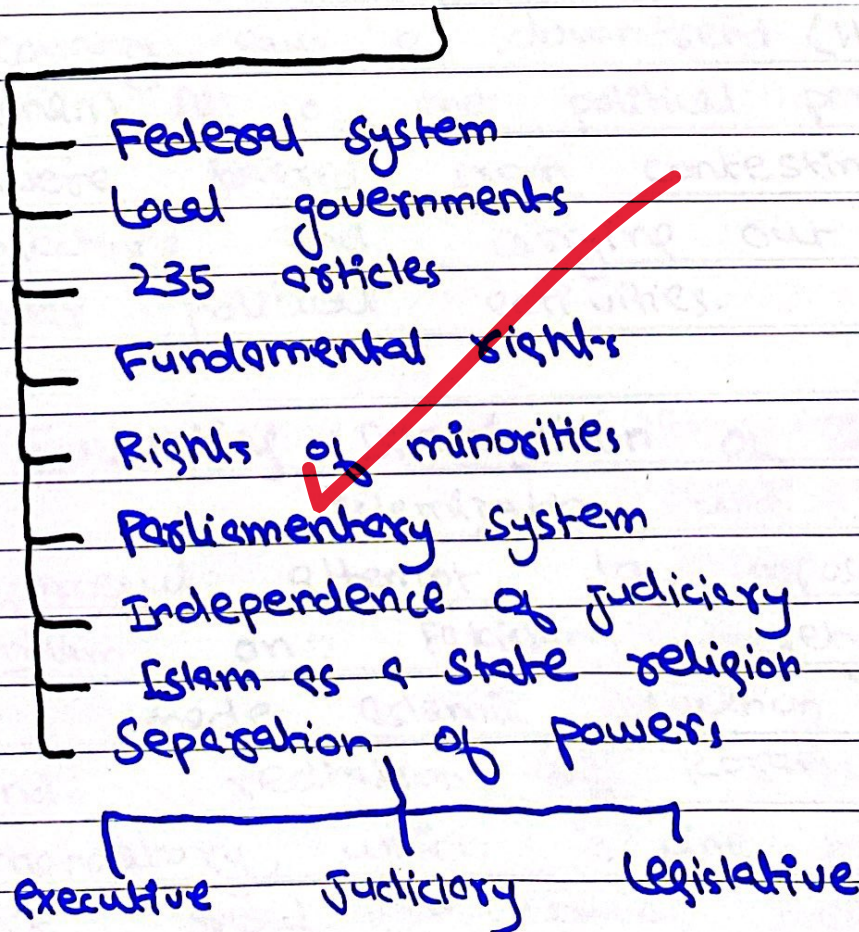 Federal system
Local governments
235 articles
Fundamental rights
Rights of minorities
Parliamentary system
Independence of judiciary
Islam as a state religion
Separation of powers
executive judiciary legislative